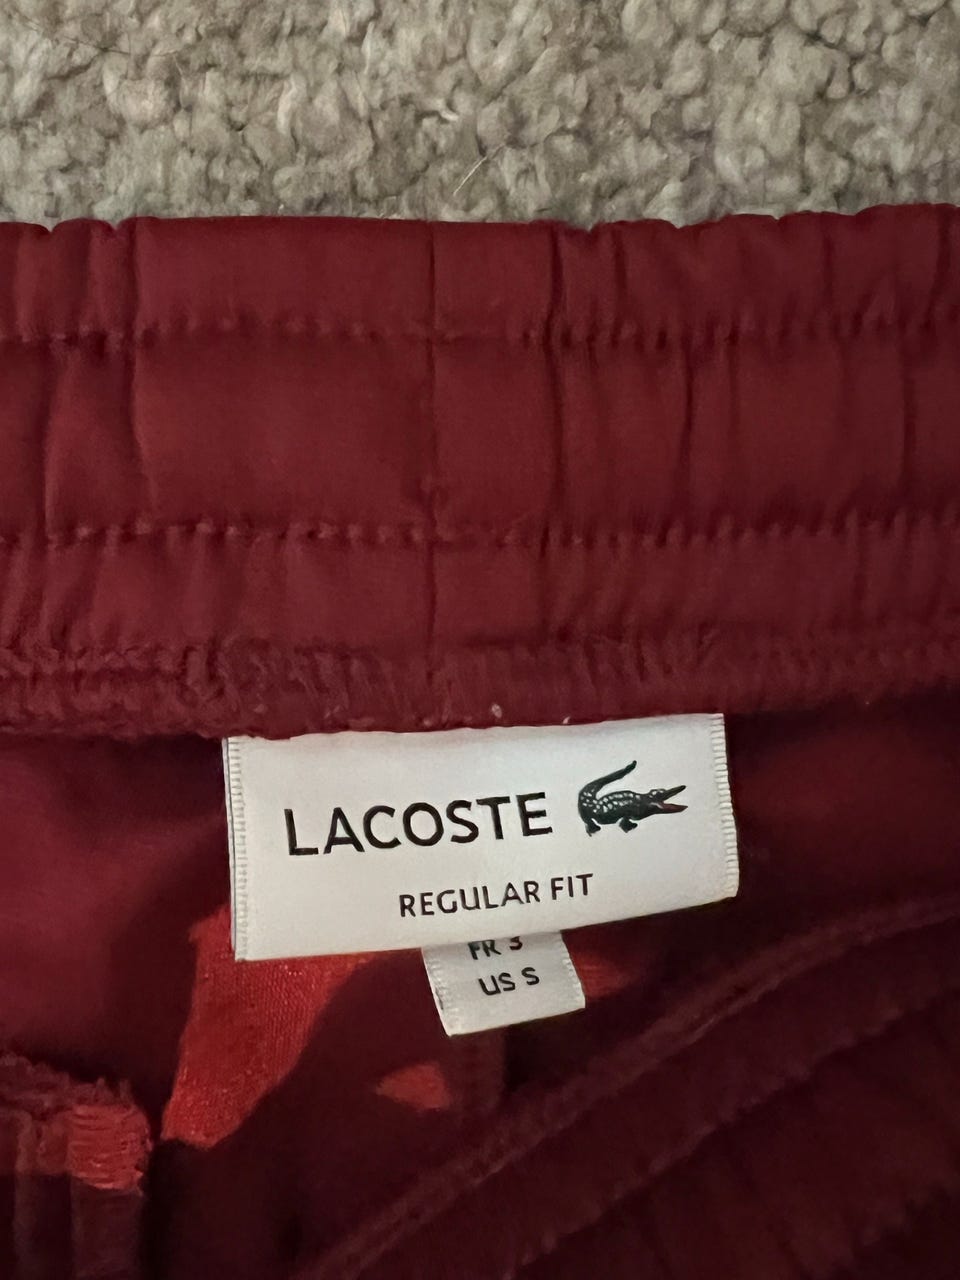 LACOSTE
REGULAR FIT
FR 3
US S